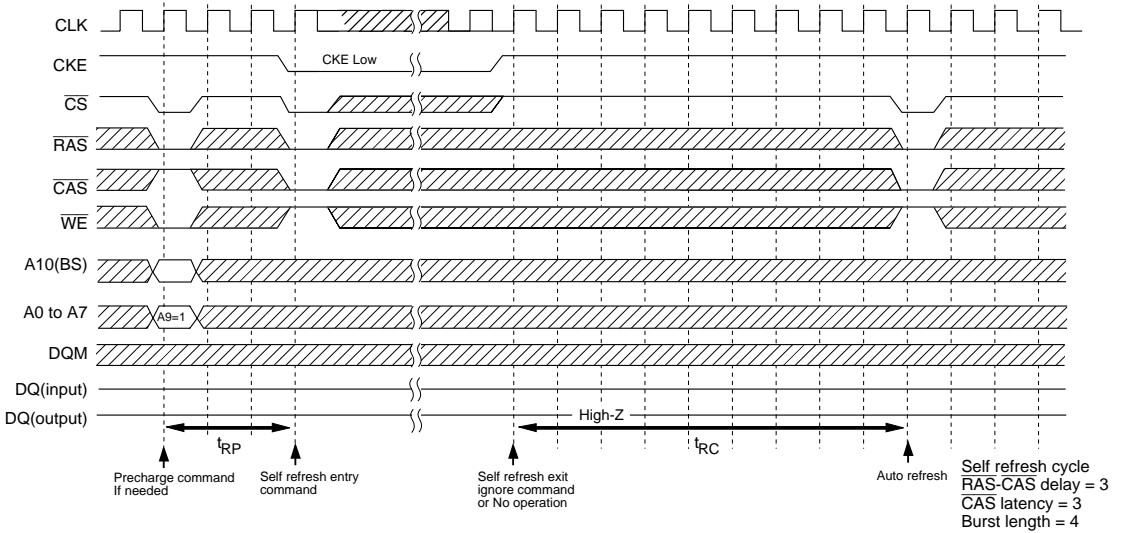 CLK
CKE
CKE Low
CS
RAS
CAS
WE
A10(BS)
A0 to A7
A9=1
DQM
DQ(input)
DQ(output)
High-Z
tRP
tRC
Precharge command
If needed
Self refresh entry
command
Self refresh exit
ignore command
or No operation
Auto refresh
Self refresh cycle
RAS-CAS delay = 3
CAS latency = 3
Burst length = 4